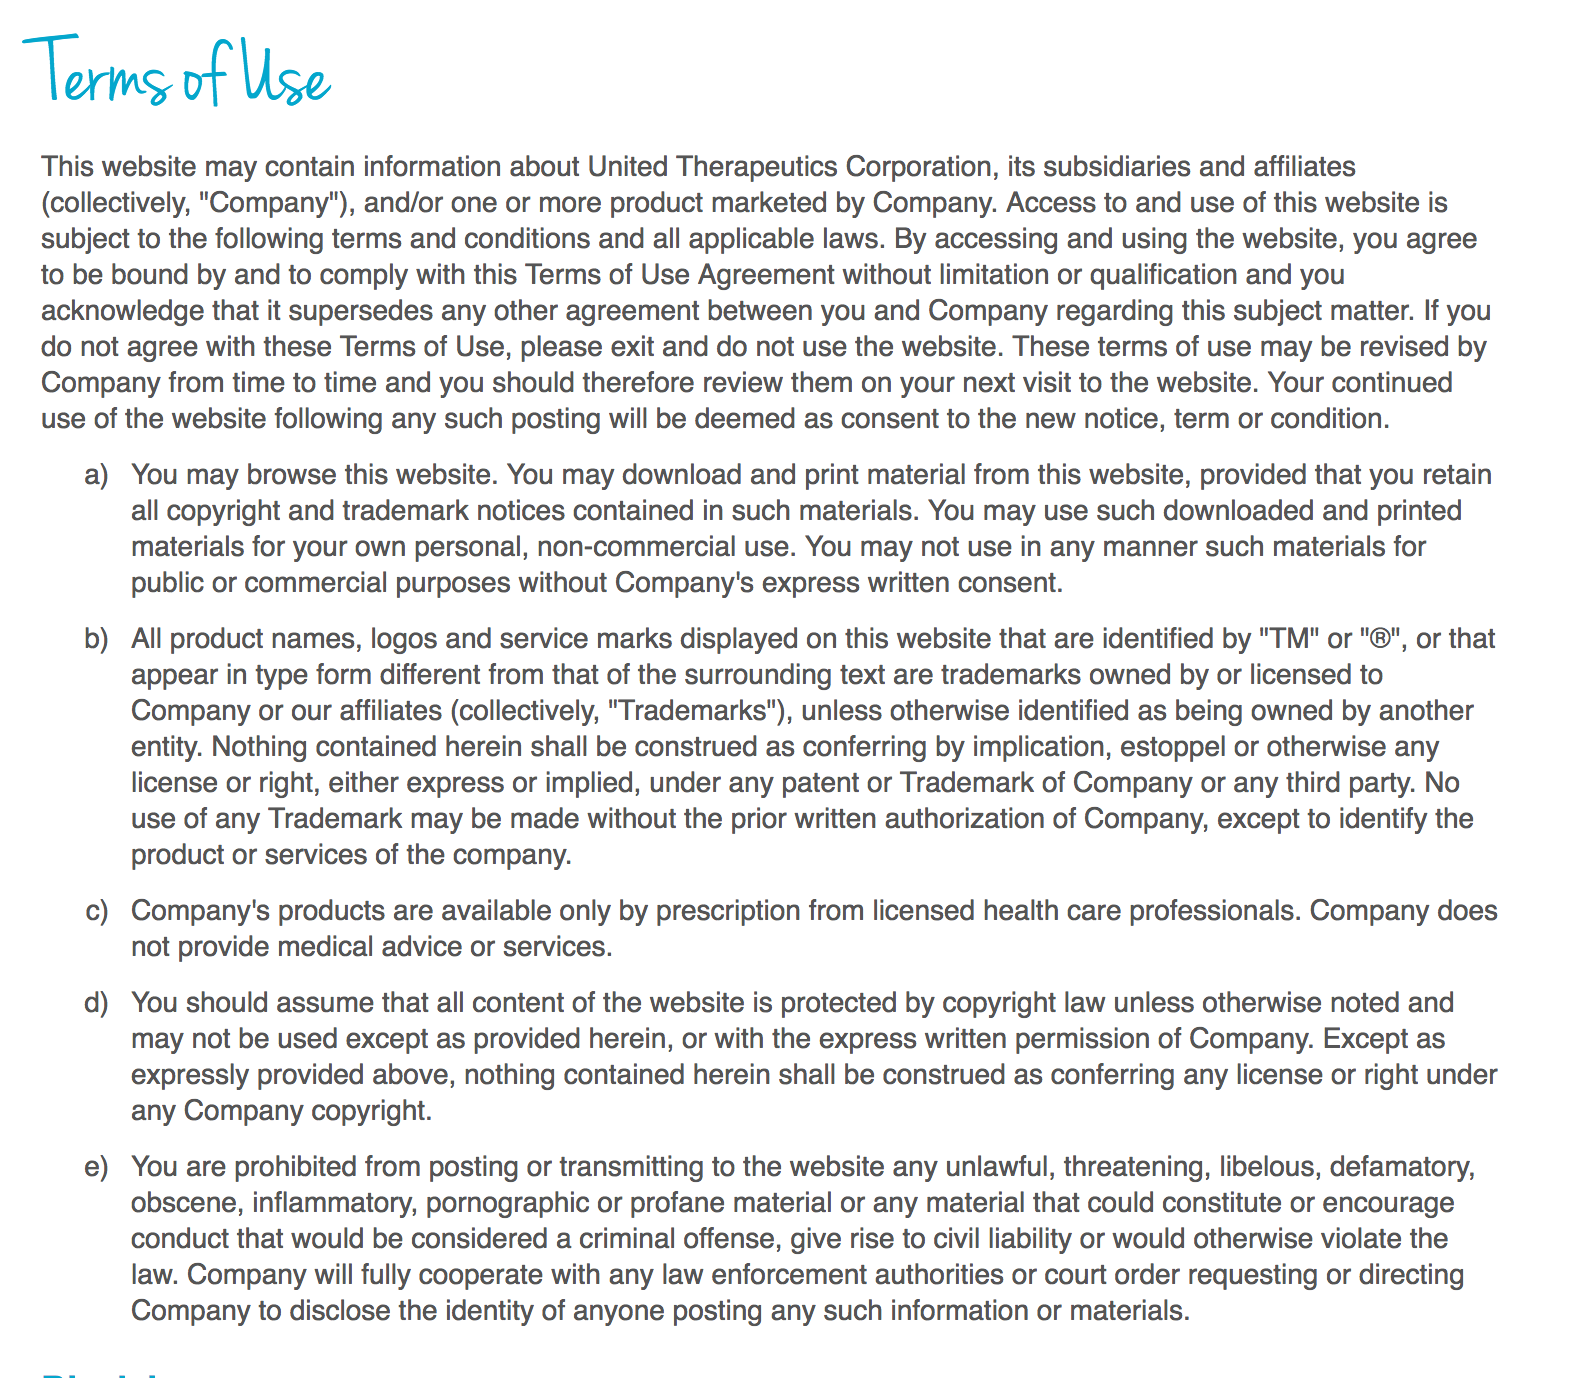 Terms of Use
This website may contain information about United Therapeutics Corporation, its subsidiaries and affiliates
(collectively, "Company"), and/or one or more product marketed by Company. Access to and use of this website is
subject to the following terms and conditions and all applicable laws. By accessing and using the website, you agree
to be bound by and to comply with this Terms of Use Agreement without limitation or qualification and you
acknowledge that it supersedes any other agreement between you and Company regarding this subject matter. If you
do not agree with these Terms of Use, please exit and do not use the website. These terms of use may be revised by
Company from time to time and you should therefore review them on your next visit to the website. Your continued
use of the website following any such posting will be deemed as consent to the new notice, term or condition.
a) You may browse this website. You may download and print material from this website, provided that you retain
all copyright and trademark notices contained in such materials. You may use such downloaded and printed
materials for your own personal, non-commercial use. You may not use in any manner such materials for
public or commercial purposes without Company's express written consent.
b) All product names, logos and service marks displayed on this website that are identified by "TM" or "®", or that
appear in type form different from that of the surrounding text are trademarks owned by or licensed to
Company or our affiliates (collectively, "Trademarks"), unless otherwise identified as being owned by another
entity. Nothing contained herein shall be construed as conferring by implication, estoppel or otherwise any
license or right, either express or implied, under any patent or Trademark of Company or any third party. No
use of any Trademark may be made without the prior written authorization of Company, except to identify the
product or services of the company.
c) Company's products are available only by prescription from licensed health care professionals. Company does
not provide medical advice or services.
d) You should assume that all content of the website is protected by copyright law unless otherwise noted and
may not be used except as provided herein, or with the express written permission of Company. Except as
expressly provided above, nothing contained herein shall be construed as conferring any license or right under
any Company copyright.
e) You are prohibited from posting or transmitting to the website any unlawful, threatening, libelous, defamatory,
obscene, inflammatory, pornographic or profane material or any material that could constitute or encourage
conduct that would be considered a criminal offense, give rise to civil liability or would otherwise violate the
law. Company will fully cooperate with any law enforcement authorities or court order requesting or directing
Company to disclose the identity of anyone posting any such information or materials.